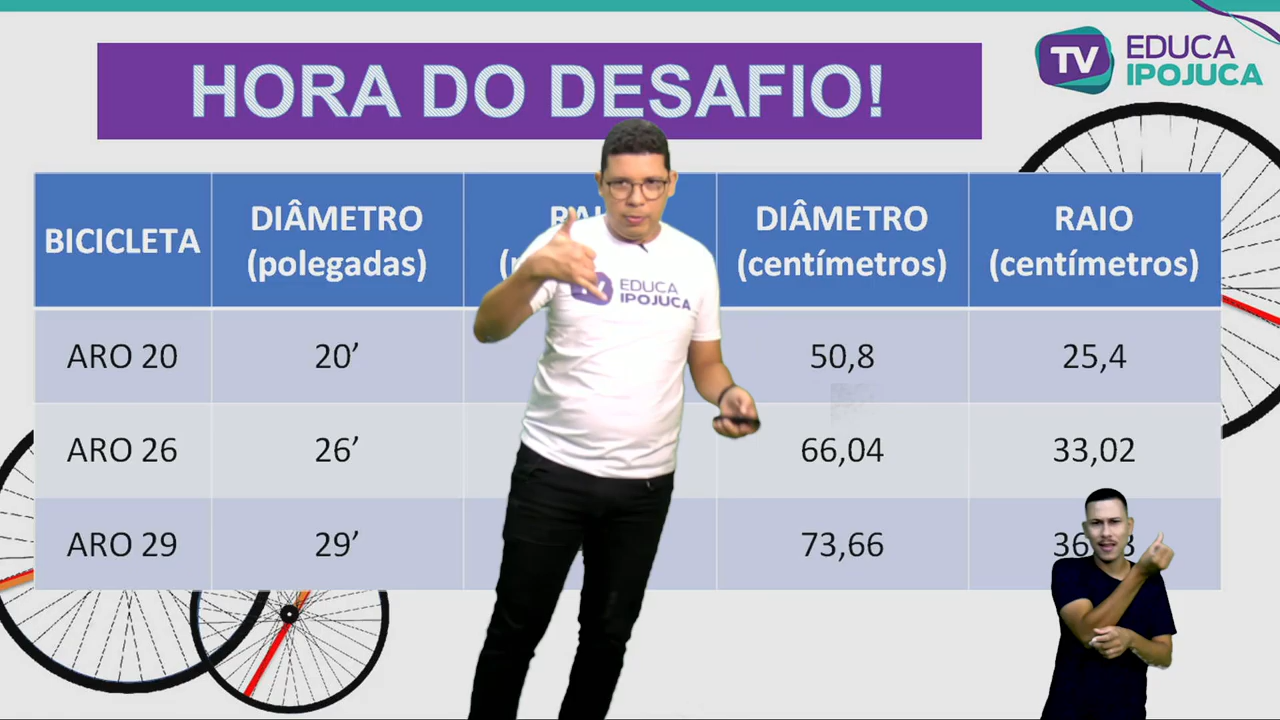 HORA DO DESAFIO!
TV EDUCA
IPOJUCA
BICICLETA
DIÂMETRO
(polegadas)
DIÂMETRO
(centímetros)
RAIO
(centímetros)
TV EDUCA
IPOJUCA
ARO 20
20’
50,8
25,4
ARO 26
26’
66,04
33,02
ARO 29
29’
73,66